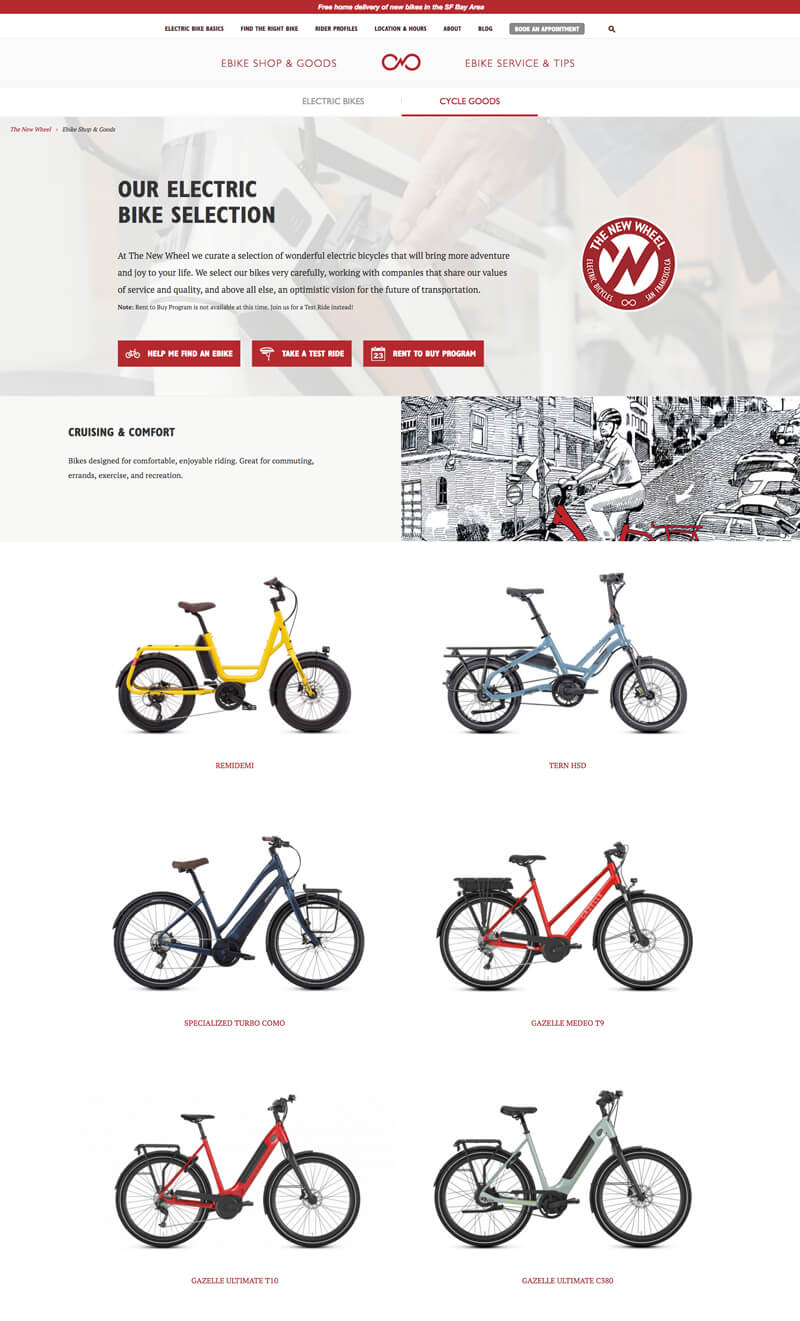 Free home delivery of new bikes in the SF Bay Area
ELECTRIC BIKE BASICS FIND THE RIGHT BIKE RIDER PROFILES LOCATION & HOURS ABOUT BLOG BOOK AN APPOINTMENT
EBIKE SHOP & GOODS EBIKE SERVICE & TIPS
ELECTRIC BIKES CYCLE GOODS
The New Wheel › Ebike Shop & Goods
OUR ELECTRIC
BIKE SELECTION
At The New Wheel we curate a selection of wonderful electric bicycles that will bring more adventure
and joy to your life. We select our bikes very carefully, working with companies that share our values
of service and quality, and above all else, an optimistic vision for the future of transportation.
Note: Rent to Buy Program is not available at this time, Join us for a Test Ride instead!
THE NEW WHEEL
ELECTRIC BICYCLES
SAN FRANCISCO, CA
HELP ME FIND AN EBIKE TAKE A TEST RIDE 23 RENT TO BUY PROGRAM
CRUISING & COMFORT
Bikes designed for comfortable, enjoyable riding. Great for commuting,
errands, exercise, and recreation.
REMIDEMI TERN HSD
GAZELLE
SPECIALIZED TURBO COMO GAZELLE MEDEO T9
GAZELLE ULTIMATE T10 GAZELLE ULTIMATE C380